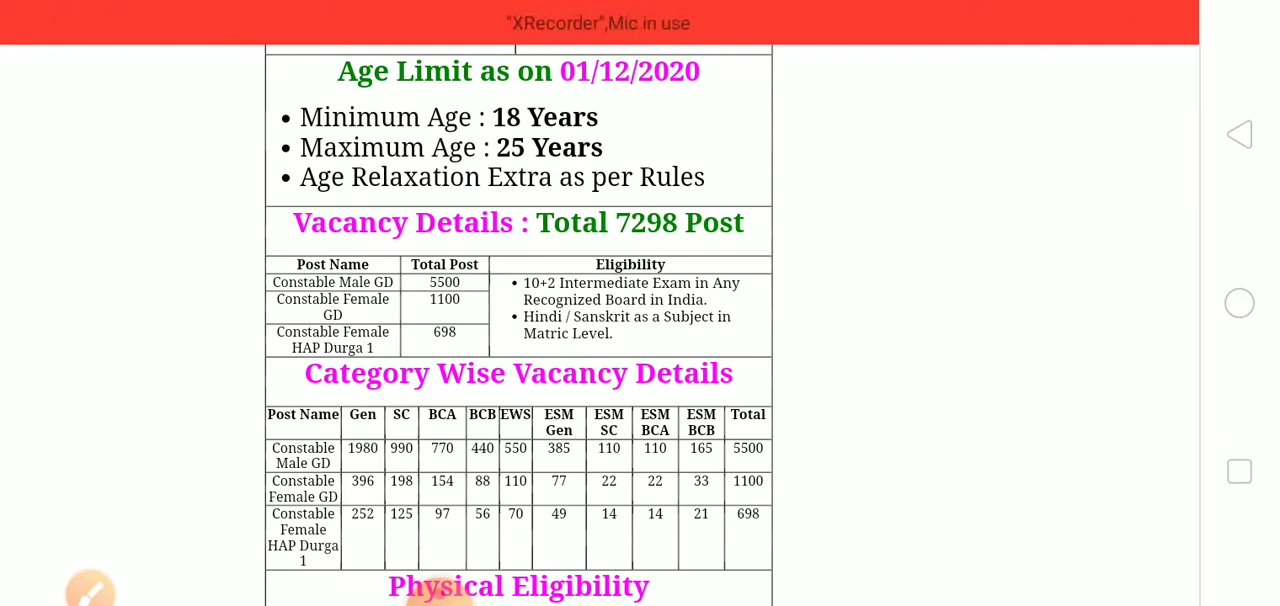 "XRecorder",Mic in use
Age Limit as on 01/12/2020
• Minimum Age : 18 Years
• Maximum Age : 25 Years
• Age Relaxation Extra as per Rules
Vacancy Details : Total 7298 Post
Post Name Total Post Eligibility
Constable Male GD 5500
Constable Female GD 1100
Constable Female HAP Durga 1 698
• 10+2 Intermediate Exam in Any
Recognized Board in India.
• Hindi / Sanskrit as a Subject in
Matric Level.
Category Wise Vacancy Details
Post Name Gen SC BCA BCB EWS ESM Gen ESM SC ESM BCA ESM BCB Total
Constable Male GD 1980 990 770 440 550 385 110 110 165 5500
Constable Female GD 396 198 154 88 110 77 22 22 33 1100
Constable Female HAP Durga 1 252 125 97 56 70 49 14 14 21 698
Physical Eligibility